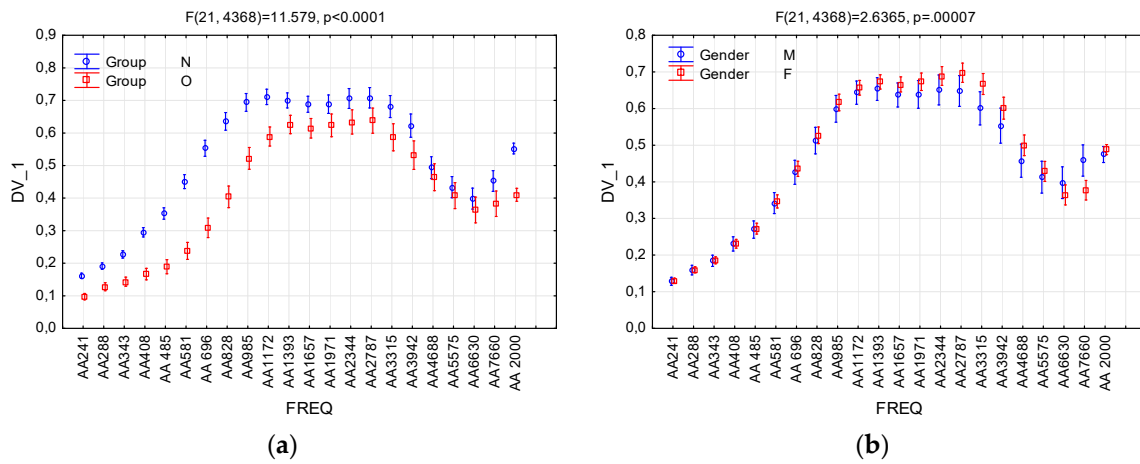 F(21, 4368)=11.579, p<0.0001
0,9
0,8
0,7
0,6
0,5
0,4
0,3
0,2
0,1
0,0
DV_1
Group N
Group O
AA241
AA288
AA343
AA408
AA 485
AA581
AA 696
AA828
AA985
AA1172
AA1393
AA1657
AA1971
AA2344
AA2787
AA3315
AA3942
AA4688
AA5575
AA6630
AA7660
AA 2000
FREQ
(a)
F(21, 4368)=2.6365, p=.00007
0,8
0,7
0,6
0,5
0,4
0,3
0,2
0,1
0,0
DV_1
Gender M
Gender F
AA241
AA288
AA343
AA408
AA 485
AA581
AA 696
AA828
AA985
AA1172
AA1393
AA1657
AA1971
AA2344
AA2787
AA3315
AA3942
AA4688
AA5575
AA6630
AA7660
AA 2000
FREQ
(b)